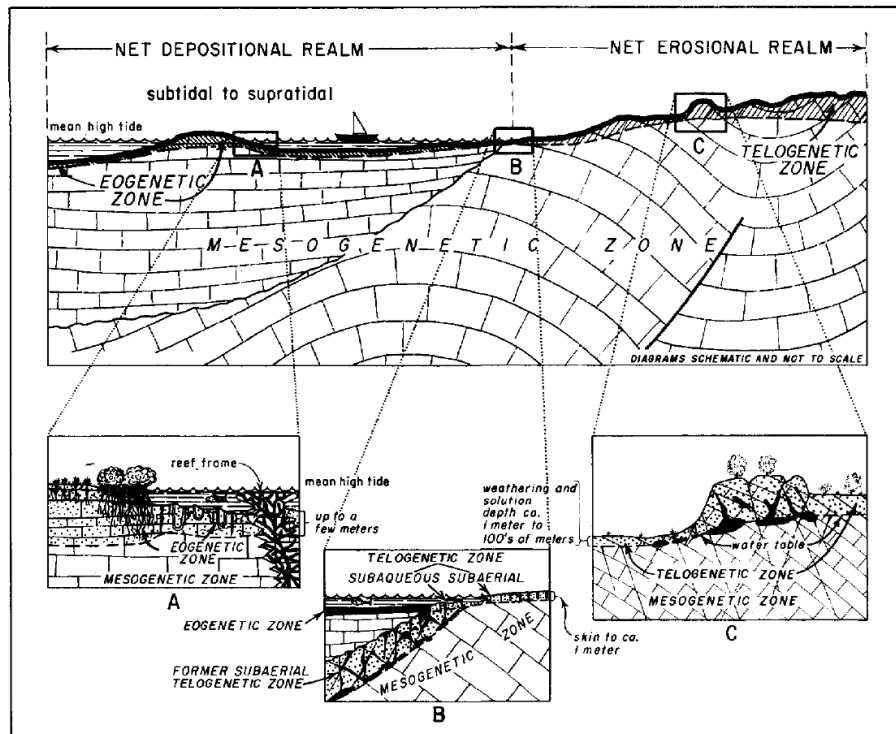 NET DEPOSITIONAL REALM
NET EROSIONAL REALM
subtidal to supratidal
mean high tide
A
B
C
EOGENETIC
ZONE
TELOGENETIC
ZONE
MESOGENETIC ZONE
DIAGRAMS SCHEMATIC AND NOT TO SCALE
reef frame
mean high tide
up to a
few meters
EOGENETIC
ZONE
MESOGENETIC ZONE
A
TELOGENETIC ZONE
SUBAQUEOUS SUBAERIAL
EOGENETIC ZONE
FORMER SUBAERIAL
TELOGENETIC ZONE
MESOGENETIC ZONE
skin to ca.
1 meter
B
weathering and
solution
depth ca.
1 meter to
100's of meters
water table
TELOGENETIC ZONE
MESOGENETIC ZONE
C